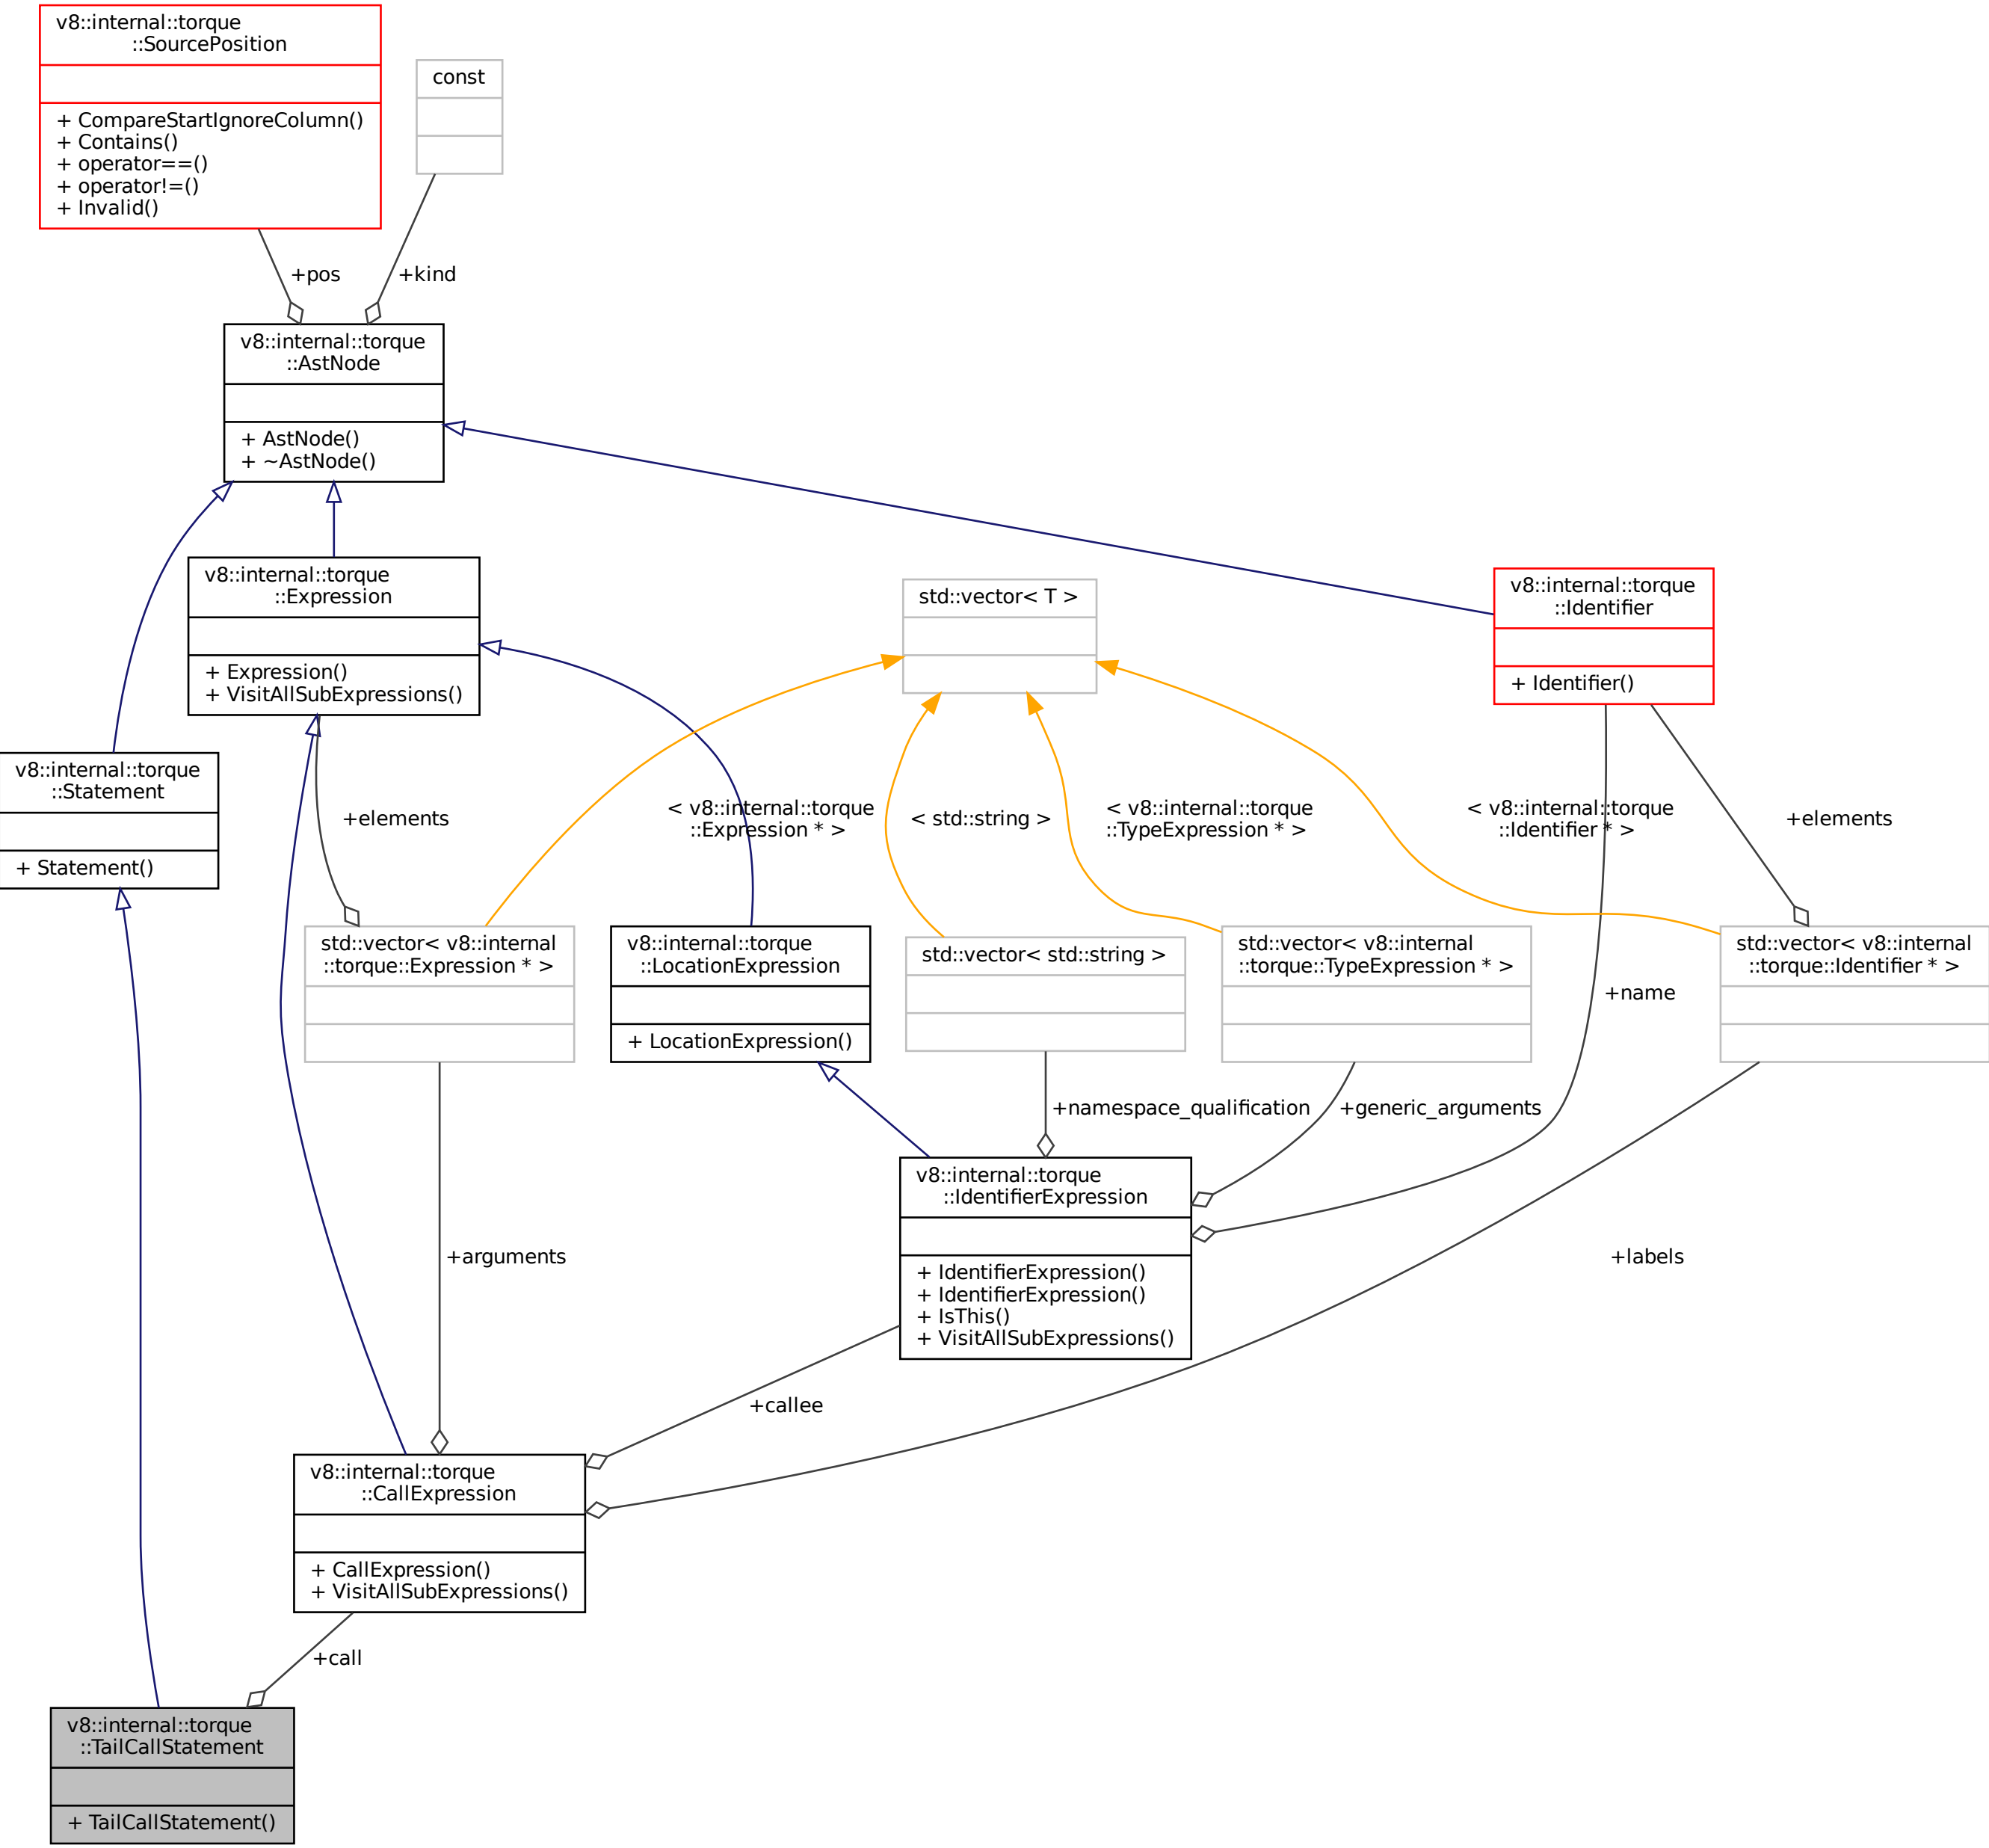 v8::internal::torque
::SourcePosition
+ CompareStartIgnoreColumn()
+ Contains()
+ operator==()
+ operator!=()
+ Invalid()
const
+pos
+kind
v8::internal::torque
::AstNode
+ AstNode()
+ ~AstNode()
v8::internal::torque
::Expression
+ Expression()
+ VisitAllSubExpressions()
std::vector< T >
v8::internal::torque
::Identifier
+ Identifier()
v8::internal::torque
::Statement
+ Statement()
+elements
< v8::internal::torque
::Expression * >
< std::string >
< v8::internal::torque
::TypeExpression * >
< v8::internal::torque
::Identifier * >
+elements
std::vector< v8::internal
::torque::Expression * >
v8::internal::torque
::LocationExpression
+ LocationExpression()
std::vector< std::string >
std::vector< v8::internal
::torque::TypeExpression * >
+name
std::vector< v8::internal
::torque::Identifier * >
+namespace_qualification
+generic_arguments
v8::internal::torque
::IdentifierExpression
+ IdentifierExpression()
+ IdentifierExpression()
+ IsThis()
+ VisitAllSubExpressions()
+arguments
+labels
+callee
v8::internal::torque
::CallExpression
+ CallExpression()
+ VisitAllSubExpressions()
+call
v8::internal::torque
::TailCallStatement
+ TailCallStatement()